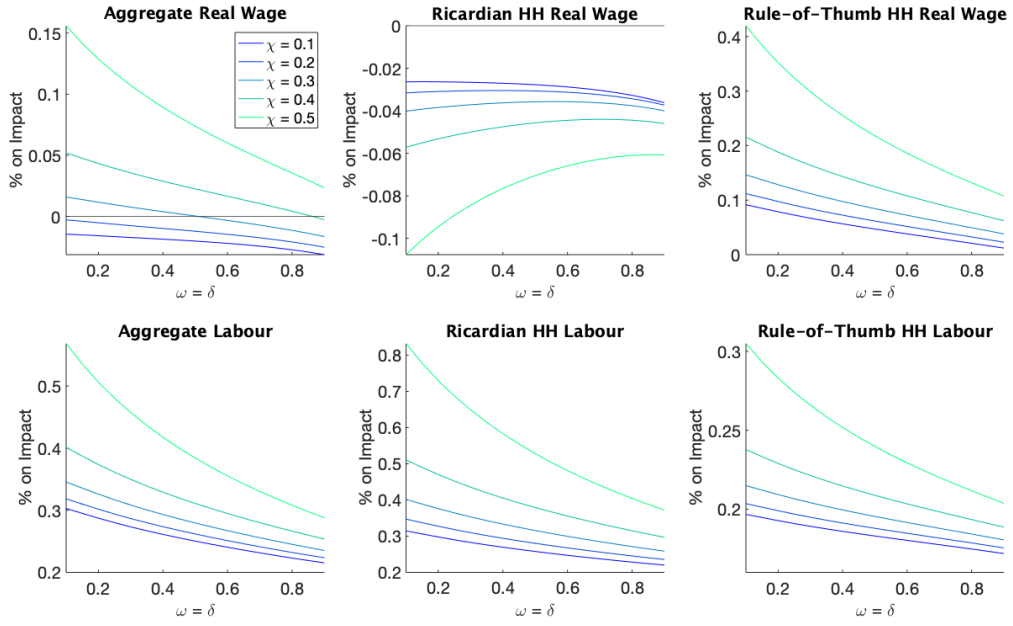 Aggregate Real Wage
% on Impact
0.15
0.1
0.05
0
0.2 0.4 0.6 0.8
ω = δ
χ = 0.1
χ = 0.2
χ = 0.3
χ = 0.4
χ = 0.5
Ricardian HH Real Wage
% on Impact
0
-0.02
-0.04
-0.06
-0.08
-0.1
0.2 0.4 0.6 0.8
ω = δ
Rule-of-Thumb HH Real Wage
% on Impact
0.4
0.3
0.2
0.1
0
0.2 0.4 0.6 0.8
ω = δ
Aggregate Labour
% on Impact
0.5
0.4
0.3
0.2
0.2 0.4 0.6 0.8
ω = δ
Ricardian HH Labour
% on Impact
0.8
0.7
0.6
0.5
0.4
0.3
0.2
0.2 0.4 0.6 0.8
ω = δ
Rule-of-Thumb HH Labour
% on Impact
0.3
0.25
0.2
0.2 0.4 0.6 0.8
ω = δ